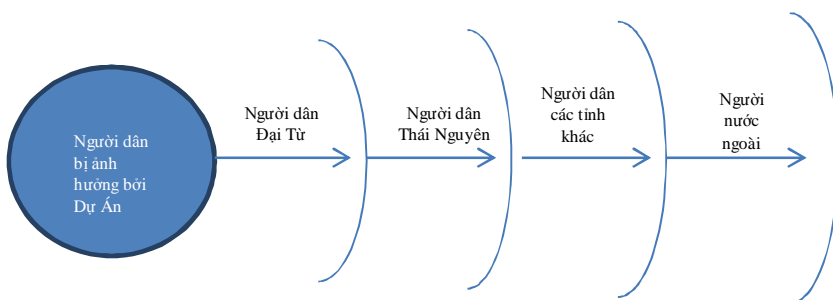 Người dân
bị ảnh
hưởng bởi
Dự Án
Người dân
Đại Từ
Người dân
Thái Nguyên
Người dân
các tỉnh
khác
Người
nước
ngoài